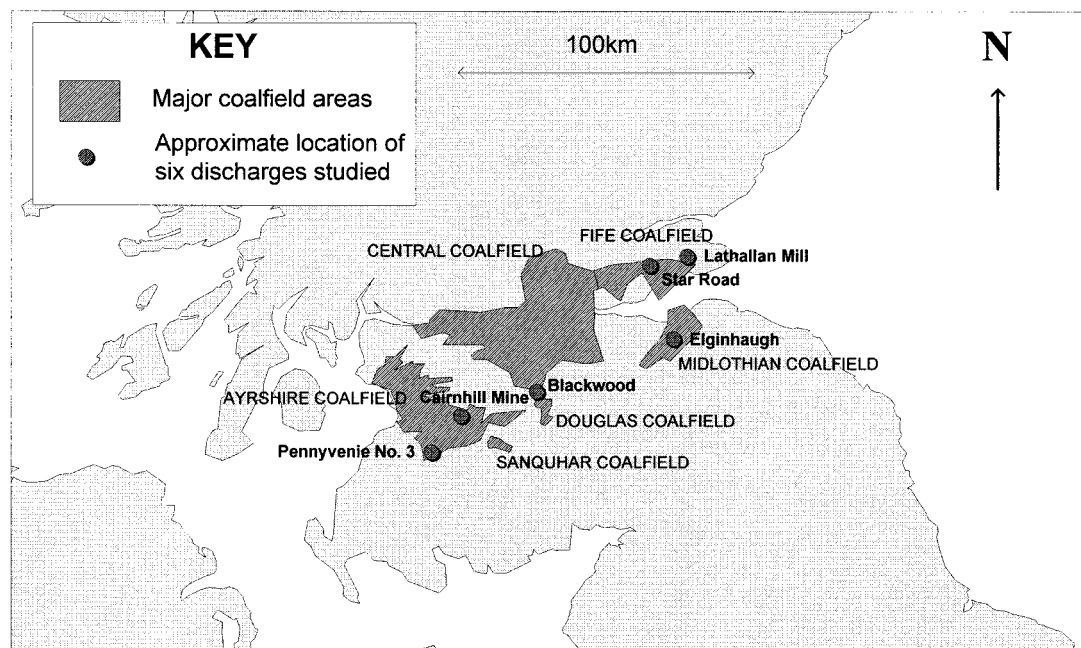 KEY
Major coalfield areas
Approximate location of
six discharges studied
100km
N
CENTRAL COALFIELD
FIFE COALFIELD
Lathallan Mill
Star Road
Elginhaugh
MIDLOTHIAN COALFIELD
Blackwood
AYRSHIRE COALFIELD
Cairnhill Mine
DOUGLAS COALFIELD
Pennyvenie No. 3
SANQUHAR COALFIELD